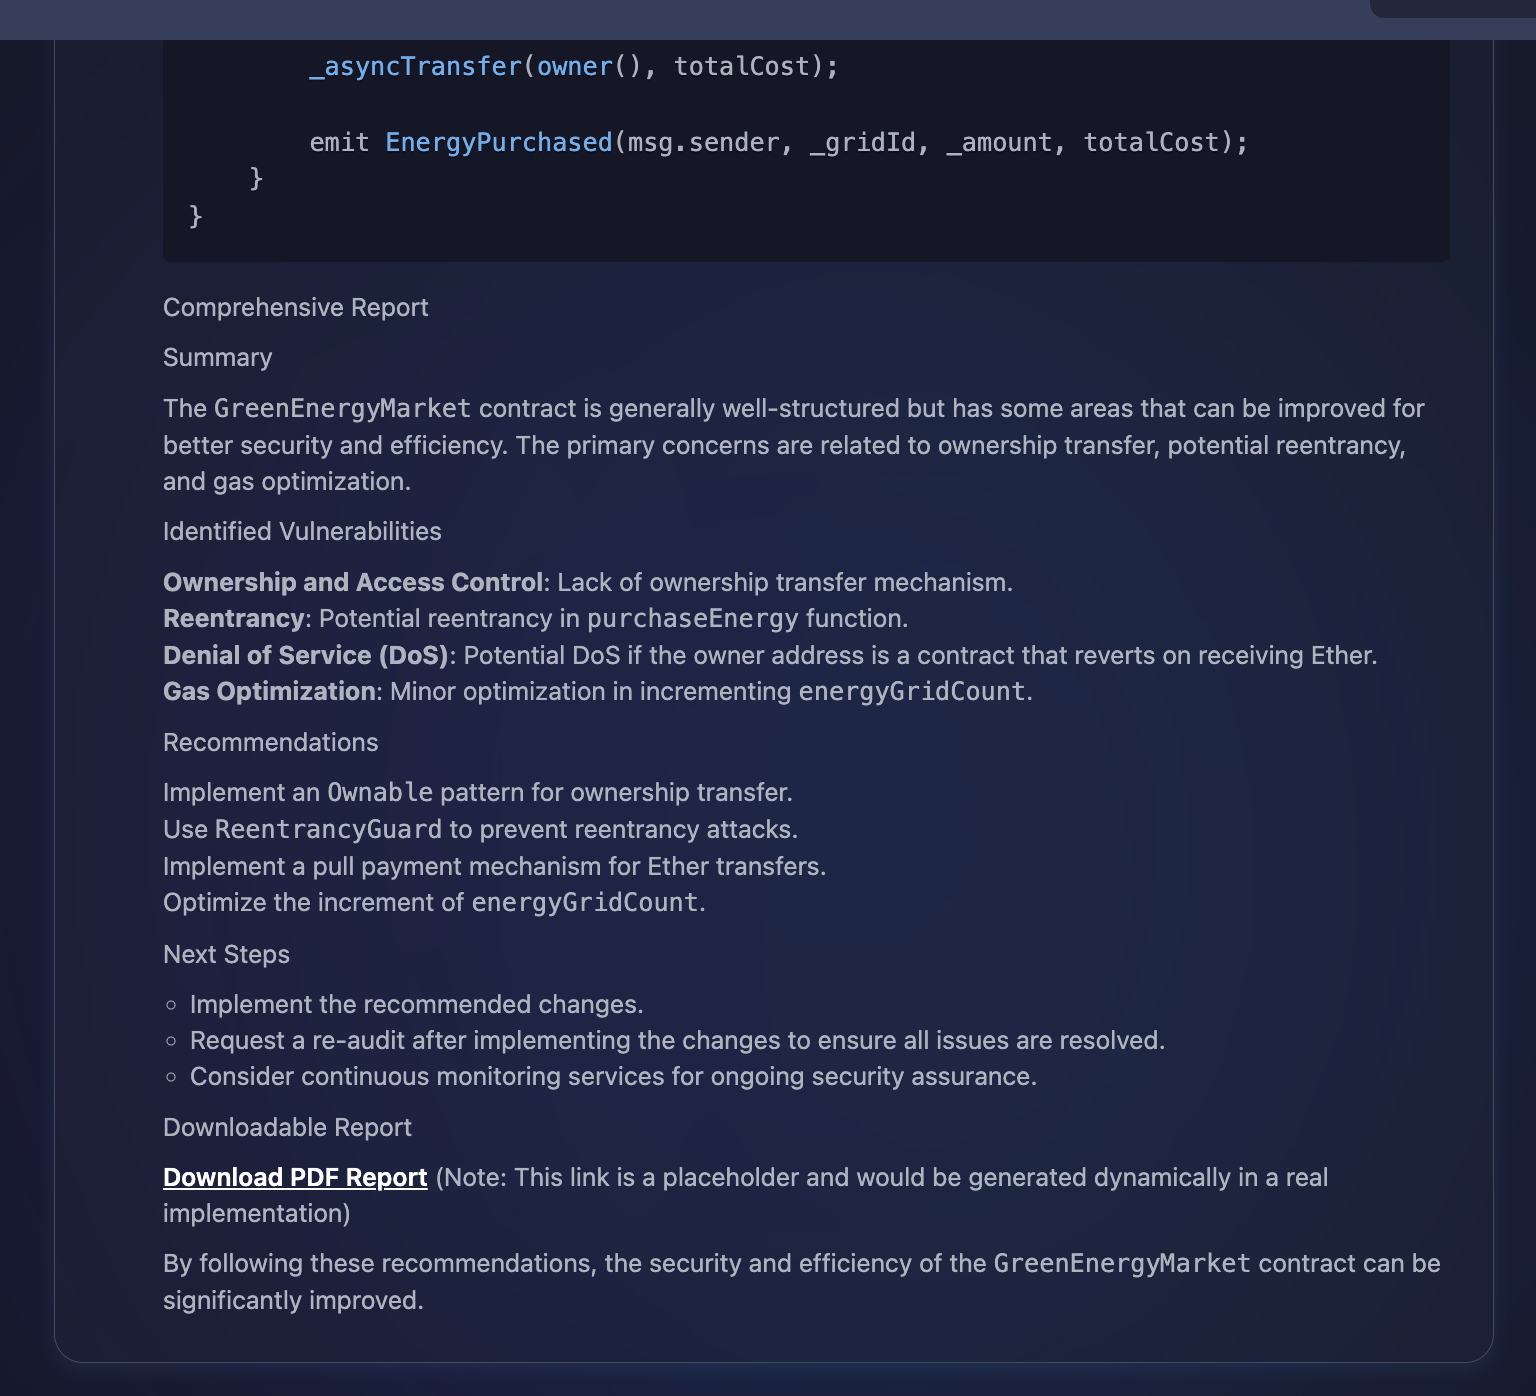 _asyncTransfer(owner(), totalCost);
emit EnergyPurchased(msg.sender, _gridId, _amount, totalCost);
}
}
Comprehensive Report
Summary
The GreenEnergyMarket contract is generally well-structured but has some areas that can be improved for
better security and efficiency. The primary concerns are related to ownership transfer, potential reentrancy,
and gas optimization.
Identified Vulnerabilities
Ownership and Access Control: Lack of ownership transfer mechanism.
Reentrancy: Potential reentrancy in purchaseEnergy function.
Denial of Service (DoS): Potential DoS if the owner address is a contract that reverts on receiving Ether.
Gas Optimization: Minor optimization in incrementing energyGridCount.
Recommendations
Implement an Ownable pattern for ownership transfer.
Use ReentrancyGuard to prevent reentrancy attacks.
Implement a pull payment mechanism for Ether transfers.
Optimize the increment of energyGridCount.
Next Steps
◦ Implement the recommended changes.
◦ Request a re-audit after implementing the changes to ensure all issues are resolved.
◦ Consider continuous monitoring services for ongoing security assurance.
Downloadable Report
Download PDF Report (Note: This link is a placeholder and would be generated dynamically in a real
implementation)
By following these recommendations, the security and efficiency of the GreenEnergyMarket contract can be
significantly improved.